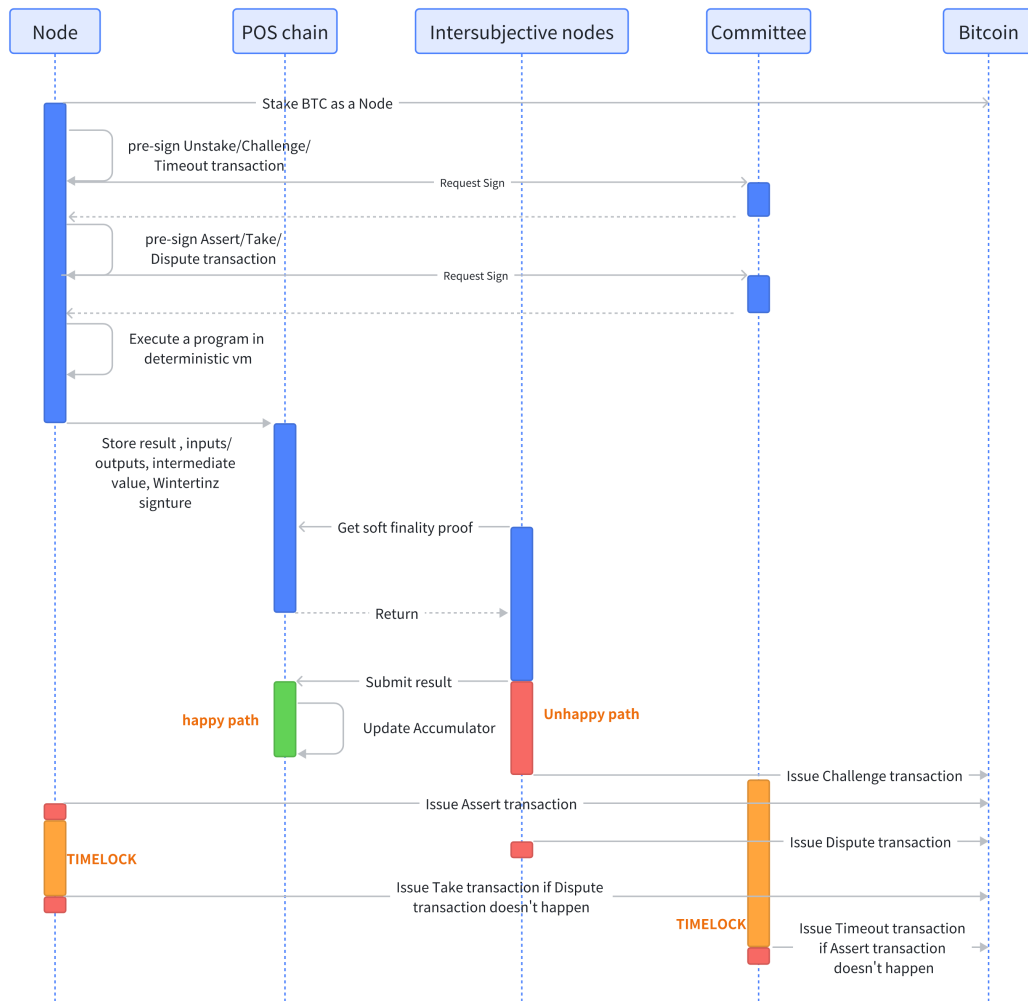 Node
POS chain
Intersubjective nodes
Committee
Bitcoin
Stake BTC as a Node
pre-sign Unstake/Challenge/
Timeout transaction
Request Sign
pre-sign Assert/Take/
Dispute transaction
Request Sign
Execute a program in
deterministic vm
Store result , inputs/
outputs, intermediate
value, Wintertinz
signture
Get soft finality proof
Return
Submit result
happy path
Unhappy path
Update Accumulator
Issue Challenge transaction
Issue Assert transaction
Issue Dispute transaction
TIMELOCK
Issue Take transaction if Dispute
transaction doesn't happen
TIMELOCK
Issue Timeout transaction
if Assert transaction
doesn't happen